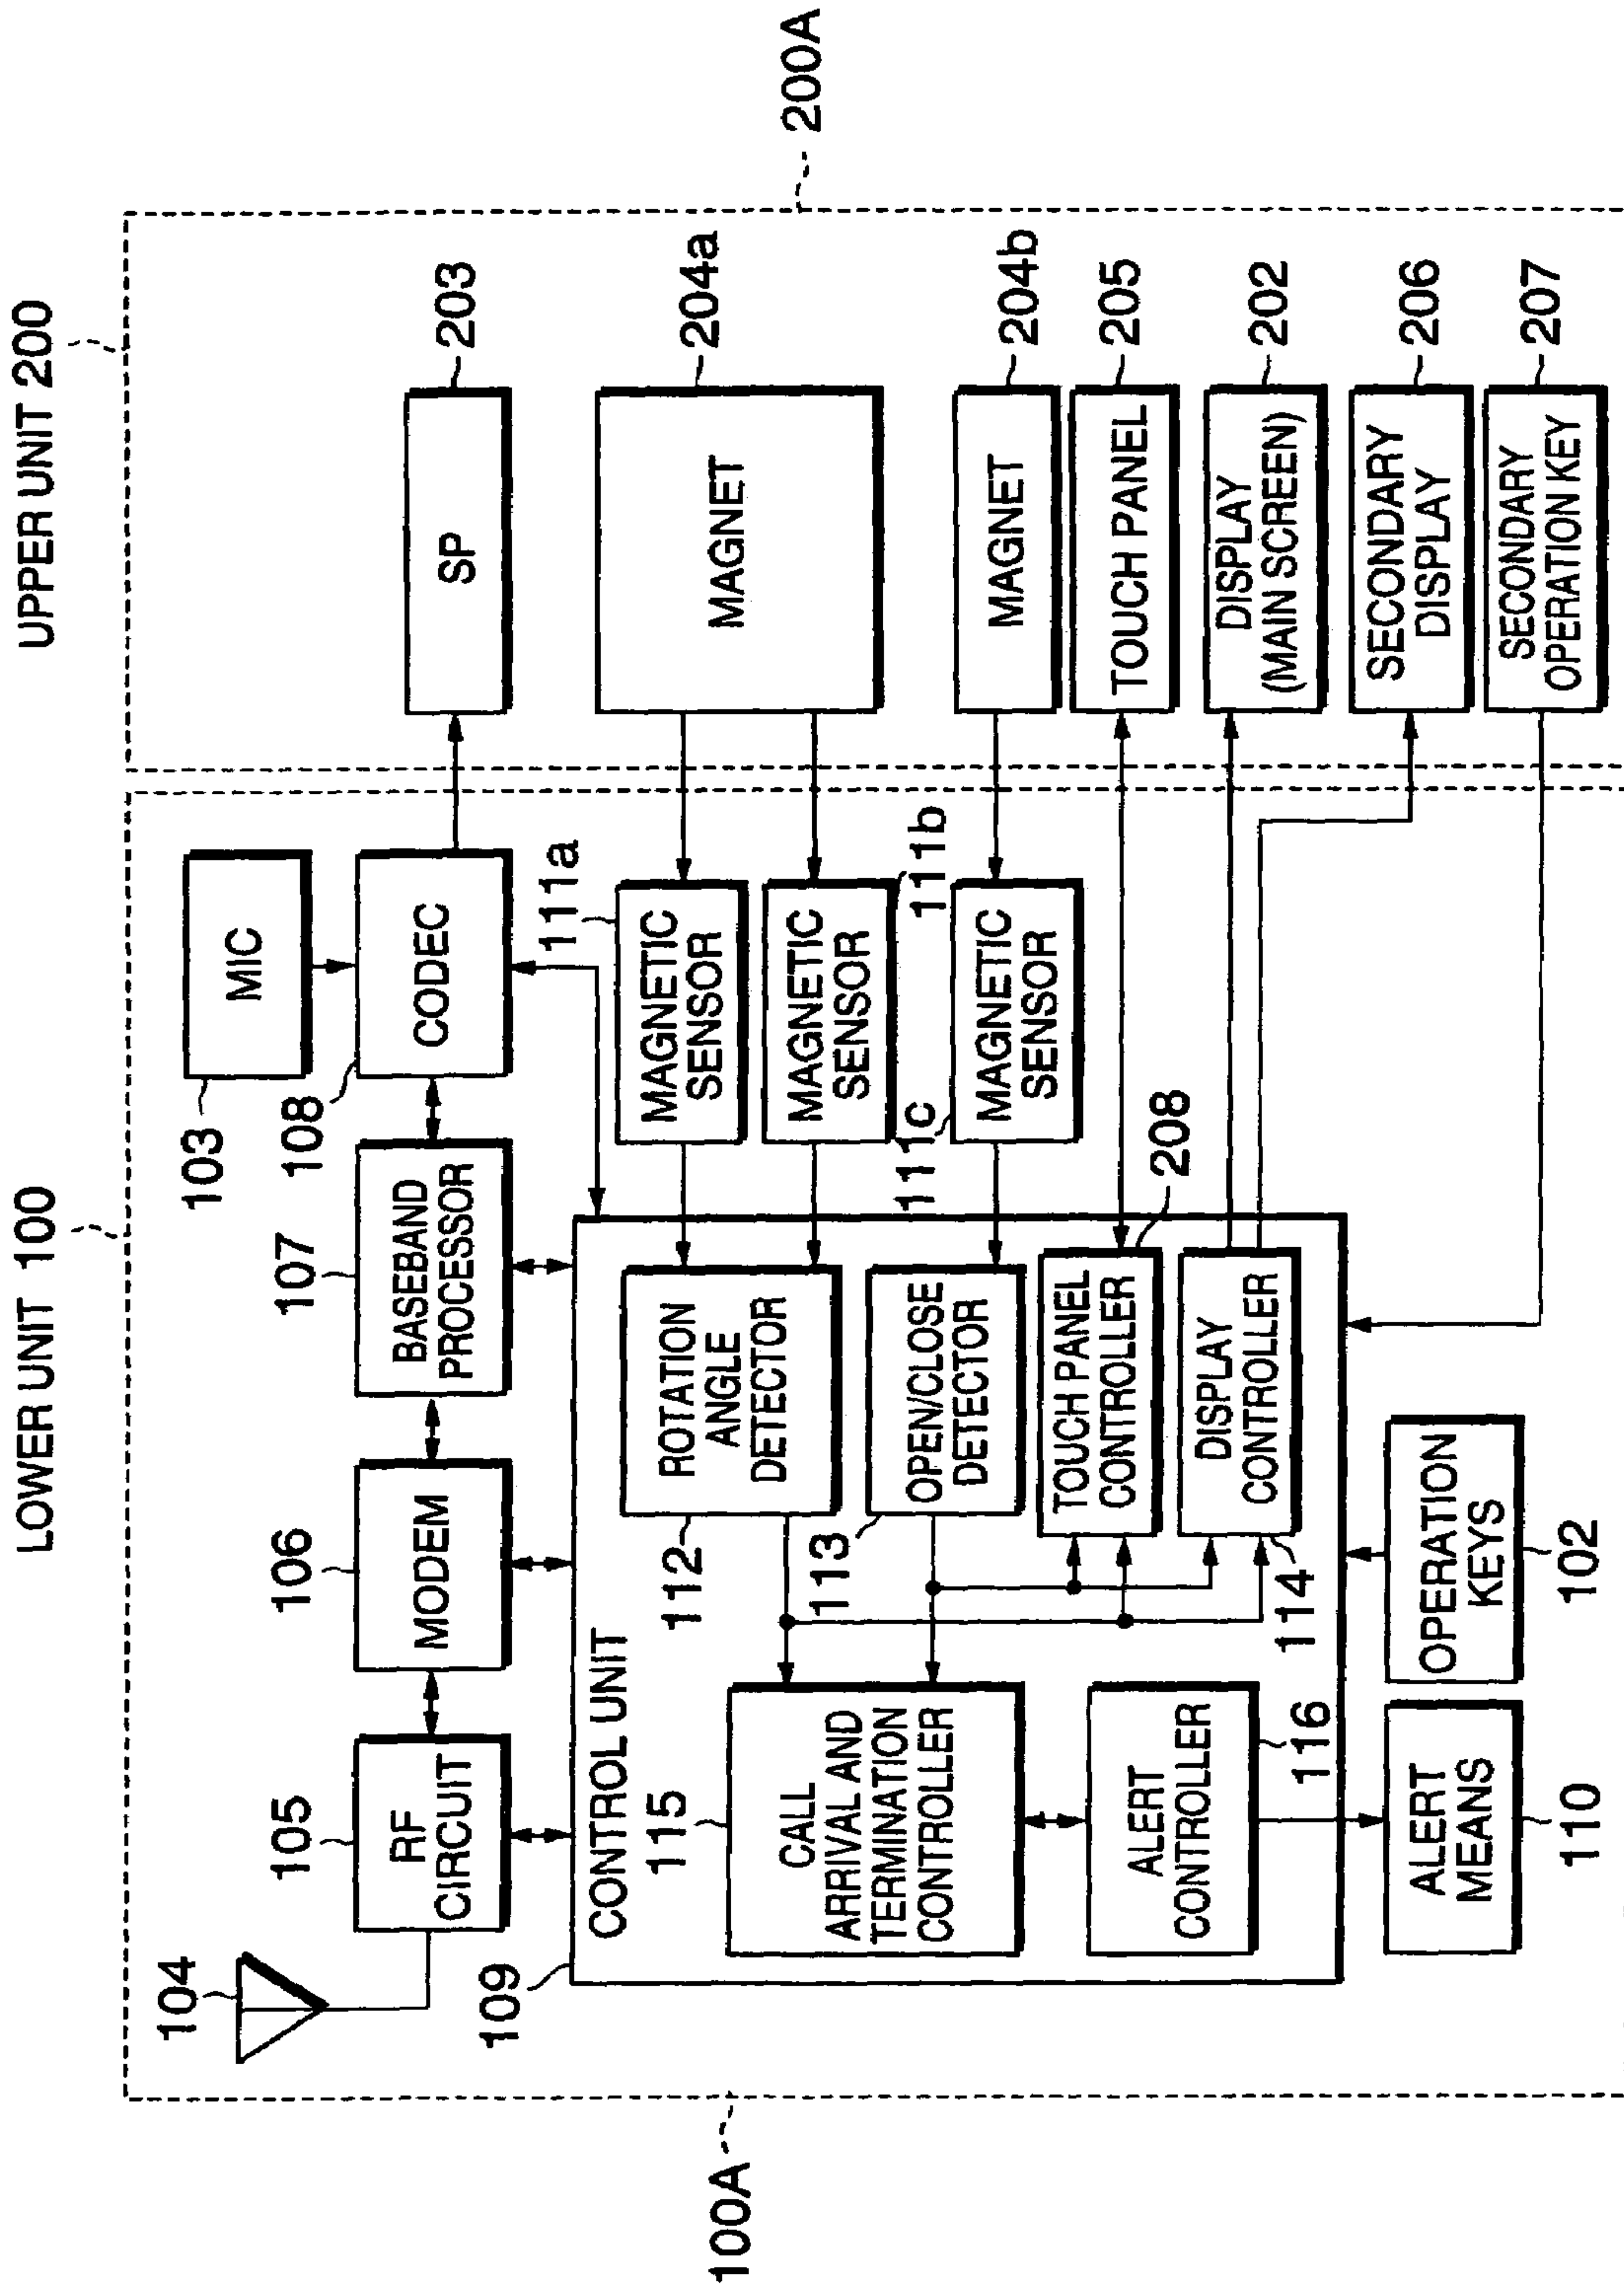 LOWER UNIT 100
UPPER UNIT 200
100A
200A
104
105
RF
CIRCUIT
106
MODEM
107
BASEBAND
PROCESSOR
108
CODEC
103
MIC
SP
203
109
CONTROL UNIT
115
CALL
ARRIVAL AND
TERMINATION
CONTROLLER
ALERT
CONTROLLER
116
112
ROTATION
ANGLE
DETECTOR
113
OPEN/CLOSE
DETECTOR
TOUCH PANEL
CONTROLLER
208
DISPLAY
CONTROLLER
114
111a
MAGNETIC
SENSOR
MAGNETIC
SENSOR
111b
111c
MAGNETIC
SENSOR
MAGNET
204a
MAGNET
204b
TOUCH PANEL
205
DISPLAY
(MAIN SCREEN)
202
SECONDARY
DISPLAY
206
SECONDARY
OPERATION KEY
207
ALERT
MEANS
110
OPERATION
KEYS
102